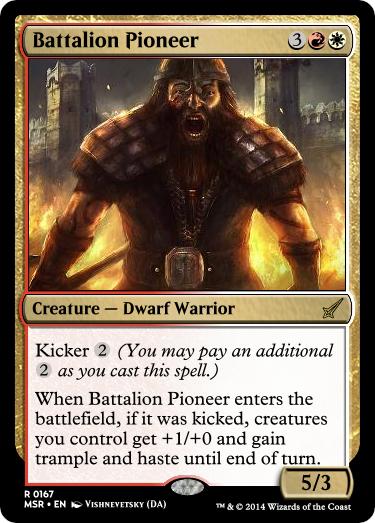 Battalion Pioneer 3
Creature — Dwarf Warrior
Kicker 2 (You may pay an additional
2 as you cast this spell.)
When Battalion Pioneer enters the
battlefield, if it was kicked, creatures
you control get +1/+0 and gain
trample and haste until end of turn.
5/3
R 0167
MSR • EN VISHNEVETSKY (DA)
™ & © 2014 Wizards of the Coast